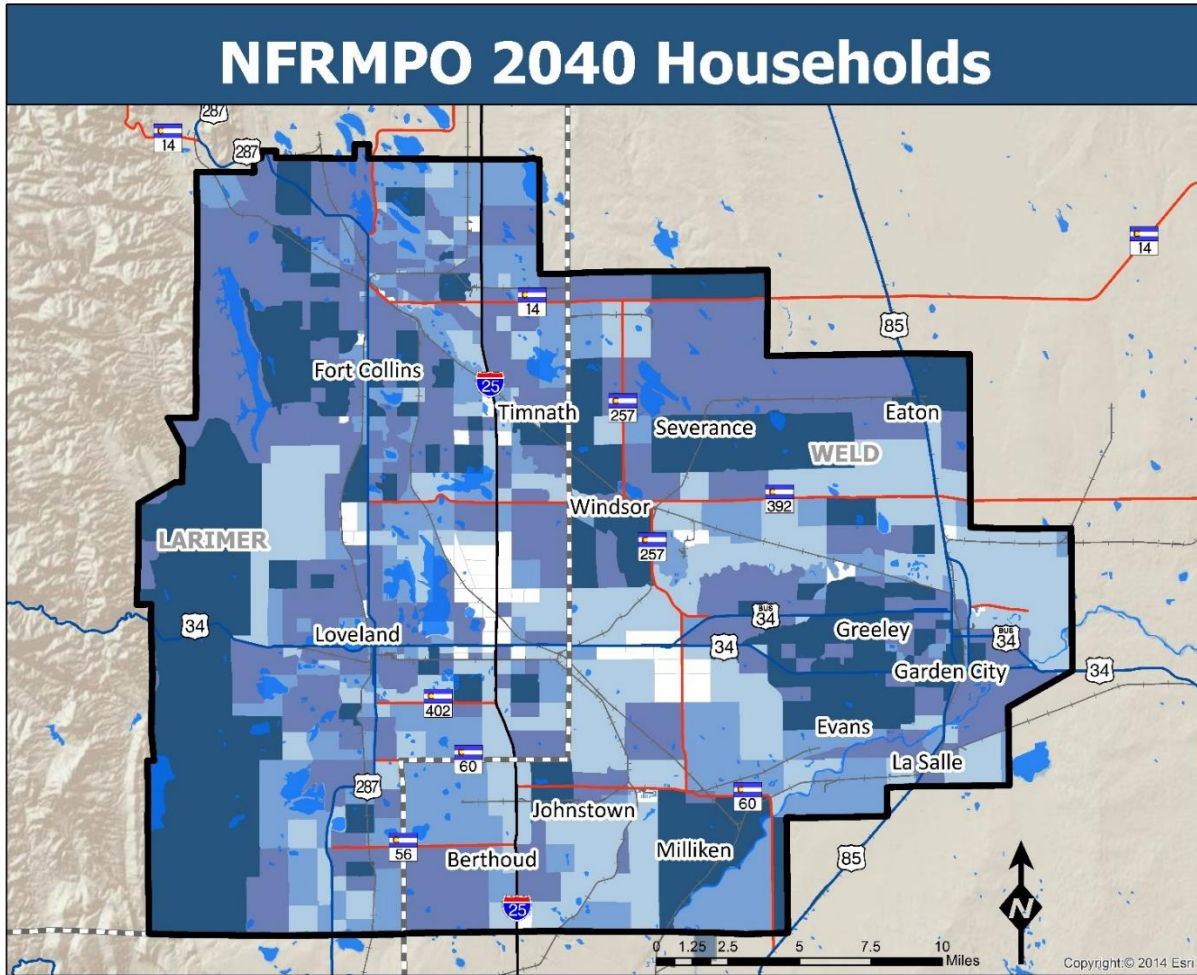 NFRMPO 2040 Households
287
14
287
14
14
85
Fort Collins
25
Timnath
257
Severance
Eaton
WELD
392
Windsor
LARIMER
257
34
Loveland
BUS
34
Greeley
BUS
34
34
34
Garden City
402
Evans
60
La Salle
287
60
Johnstown
56
Berthoud
Milliken
85
25
N
0 1.25 2.5 5 7.5 10
Miles
Copyright:© 2014 Esri